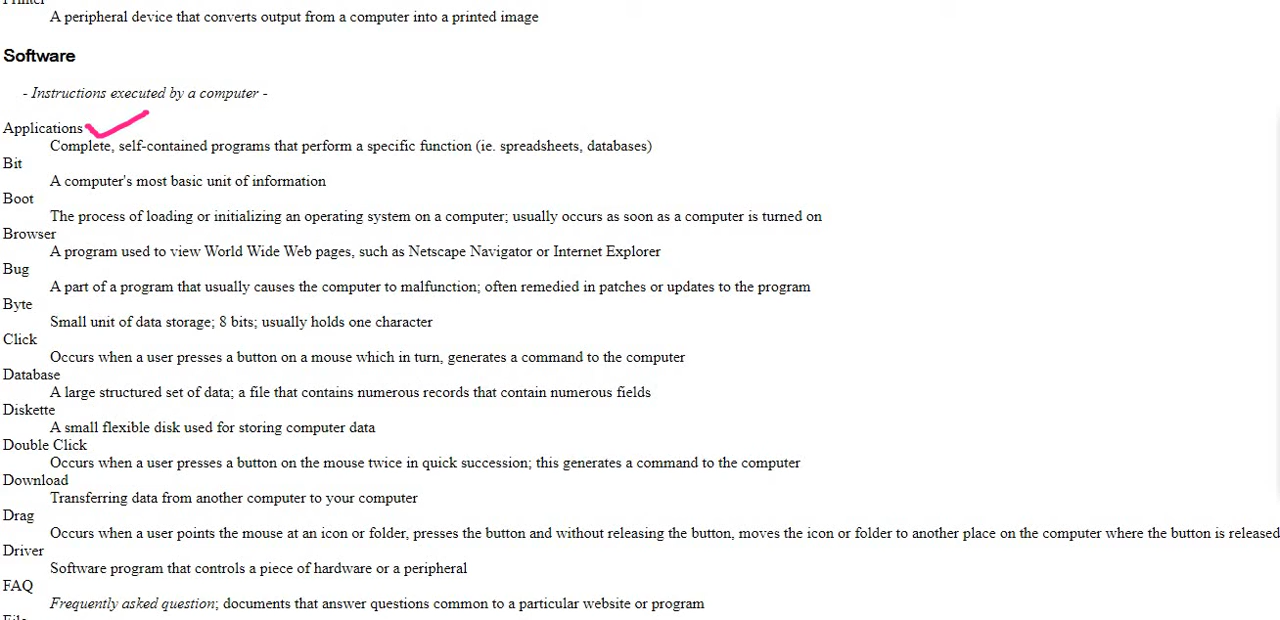 A peripheral device that converts output from a computer into a printed image
Software
- Instructions executed by a computer -
Applications
Complete, self-contained programs that perform a specific function (ie. spreadsheets, databases)
Bit
A computer's most basic unit of information
Boot
The process of loading or initializing an operating system on a computer; usually occurs as soon as a computer is turned on
Browser
A program used to view World Wide Web pages, such as Netscape Navigator or Internet Explorer
Bug
A part of a program that usually causes the computer to malfunction; often remedied in patches or updates to the program
Byte
Small unit of data storage; 8 bits; usually holds one character
Click
Occurs when a user presses a button on a mouse which in turn, generates a command to the computer
Database
A large structured set of data; a file that contains numerous records that contain numerous fields
Diskette
A small flexible disk used for storing computer data
Double Click
Occurs when a user presses a button on the mouse twice in quick succession; this generates a command to the computer
Download
Transferring data from another computer to your computer
Drag
Occurs when a user points the mouse at an icon or folder, presses the button and without releasing the button, moves the icon or folder to another place on the computer where the button is released
Driver
Software program that controls a piece of hardware or a peripheral
FAQ
Frequently asked question; documents that answer questions common to a particular website or program